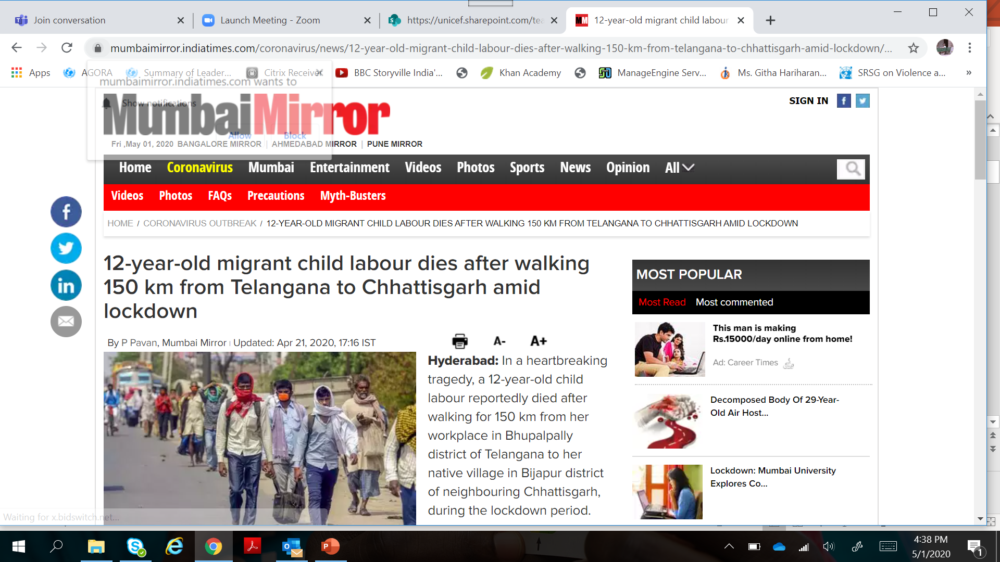 Join conversation
Launch Meeting - Zoom
https://unicef.sharepoint.com/tea
12-year-old migrant child labour
mumbaimirror.indiatimes.com/coronavirus/news/12-year-old-migrant-child-labour-dies-after-walking-150-km-from-telangana-to-chhattisgarh-amid-lockdown/...
Apps
AGORA
Summary of Leader...
Citrix Receiver
BBC Storyville India'...
Khan Academy
ManageEngine Serv...
Ms. Githa Hariharan...
SRSG on Violence a...
»
mumbaimirror.indiatimes.com wants to
Show notifications
Allow
Block
MumbaiMirror
SIGN IN
Fri ,May 01, 2020 BANGALORE MIRROR | AHMEDABAD MIRROR | PUNE MIRROR
Home Coronavirus Mumbai Entertainment Videos Photos Sports News Opinion All
Videos Photos FAQs Precautions Myth-Busters
HOME / CORONAVIRUS OUTBREAK / 12-YEAR-OLD MIGRANT CHILD LABOUR DIES AFTER WALKING 150 KM FROM TELANGANA TO CHHATTISGARH AMID LOCKDOWN
12-year-old migrant child labour dies after walking
150 km from Telangana to Chhattisgarh amid
lockdown
By P Pavan, Mumbai Mirror | Updated: Apr 21, 2020, 17:16 IST
A- A+
Hyderabad: In a heartbreaking
tragedy, a 12-year-old child
labour reportedly died after
walking for 150 km from her
workplace in Bhupalpally
district of Telangana to her
native village in Bijapur district
of neighbouring Chhattisgarh,
during the lockdown period.
MOST POPULAR
Most Read Most commented
This man is making
Rs.15000/day online from home!
Ad: Career Times
Decomposed Body Of 29-Year-
Old Air Host...
Lockdown: Mumbai University
Explores Co...
Waiting for x.bidswitch.net...
4:38 PM
5/1/2020
1